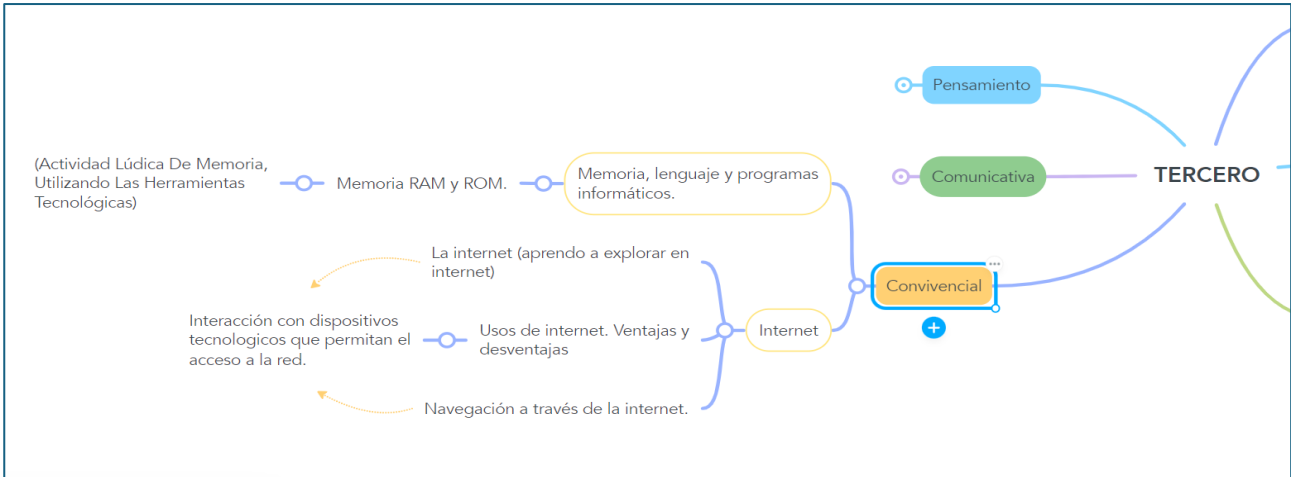 Pensamiento
Comunicativa
TERCERO
Convivencial
Memoria, lenguaje y programas
informáticos.
Memoria RAM y ROM.
(Actividad Lúdica De Memoria,
Utilizando Las Herramientas
Tecnológicas)
Internet
La internet (aprendo a explorar en
internet)
Usos de internet. Ventajas y
desventajas
Navegación a través de la internet.
Interacción con dispositivos
tecnologicos que permitan el
acceso a la red.